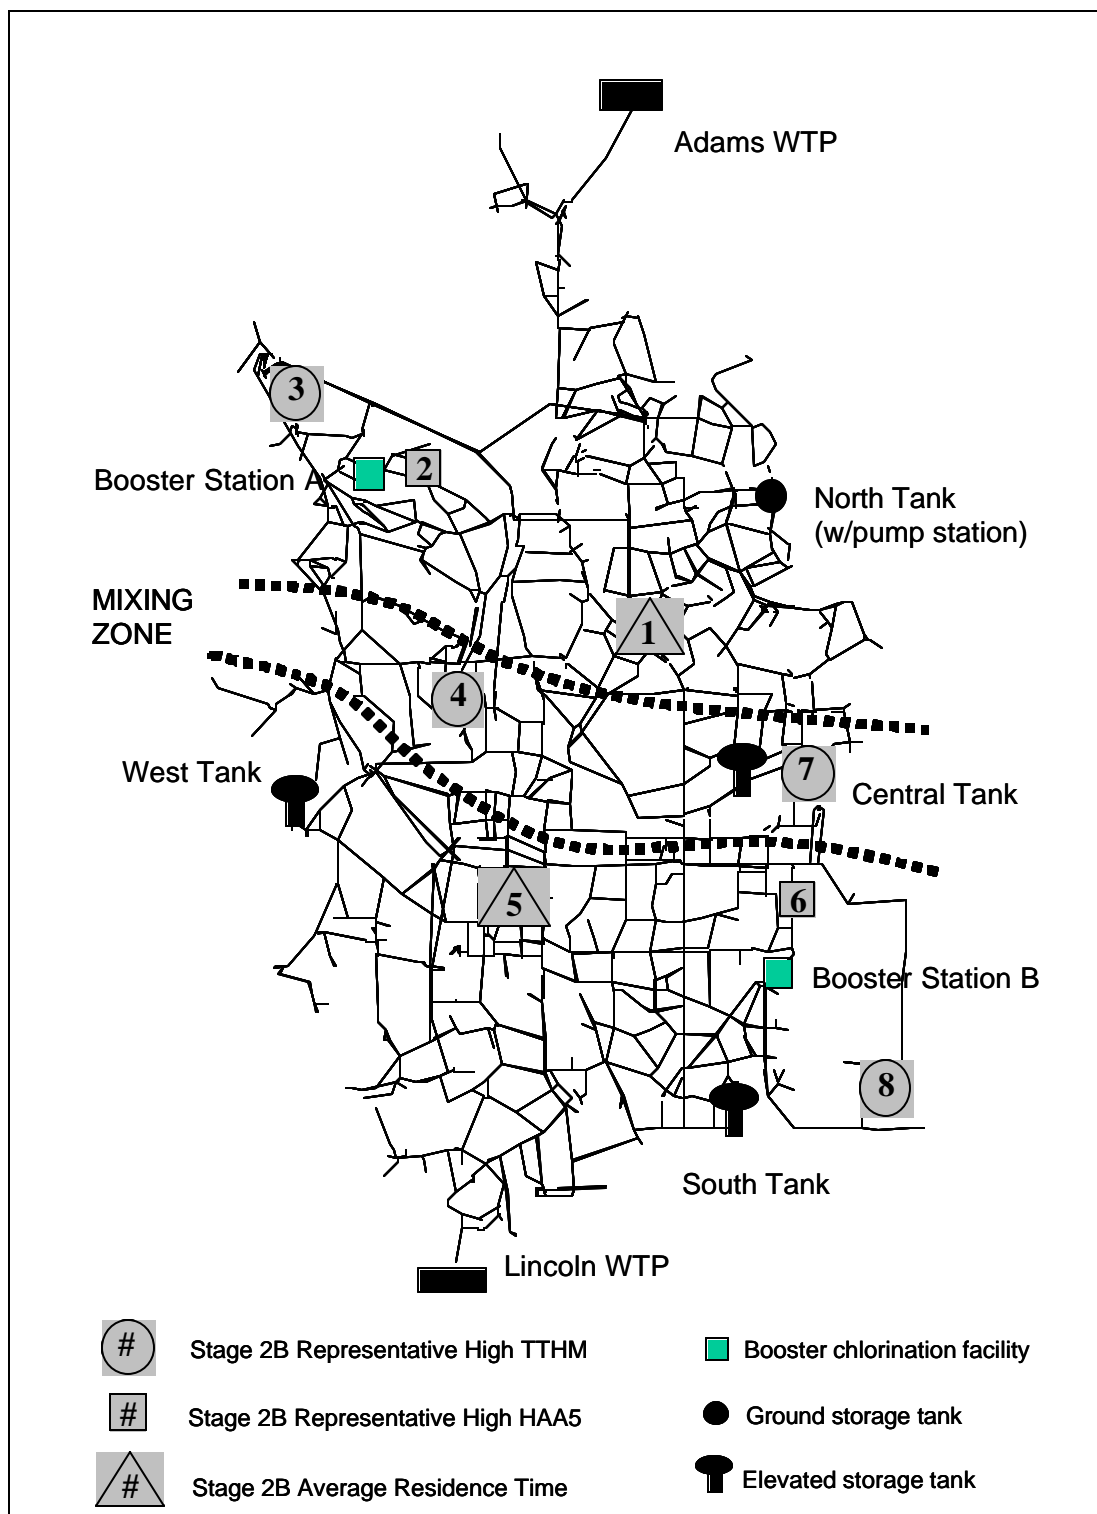 Adams WTP
3
2
Booster Station A
North Tank
(w/pump station)
MIXING
ZONE
1
4
7
West Tank
Central Tank
5
6
Booster Station B
8
South Tank
Lincoln WTP
# Stage 2B Representative High TTHM
Booster chlorination facility
# Stage 2B Representative High HAA5
Ground storage tank
# Stage 2B Average Residence Time
Elevated storage tank